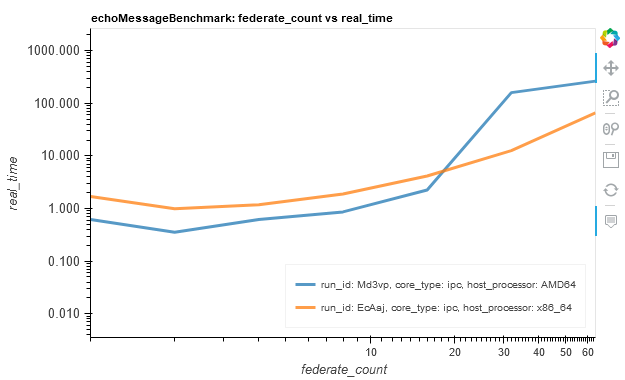 echoMessageBenchmark: federate_count vs real_time
1000.000
100.000
10.000
1.000
0.100
0.010
real_time
run_id: Md3vp, core_type: ipc, host_processor: AMD64
run_id: EcAaj, core_type: ipc, host_processor: x86_64
10
20
30
40
50
60
federate_count